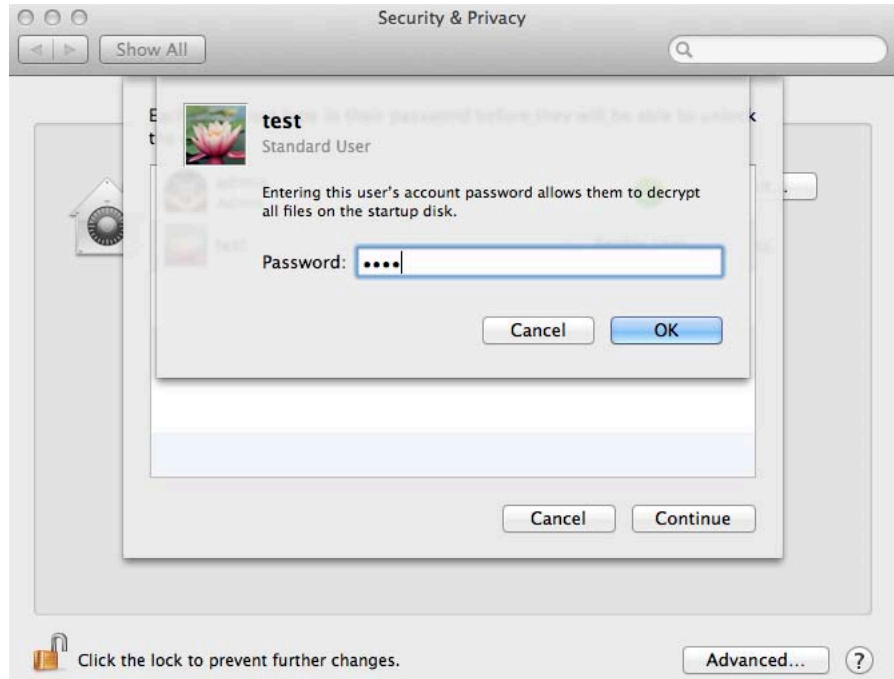 Security & Privacy
Show All
test
Standard User
Entering this user's account password allows them to decrypt
all files on the startup disk.
Password: ••••
Cancel OK
Cancel Continue
Click the lock to prevent further changes.
Advanced... ?